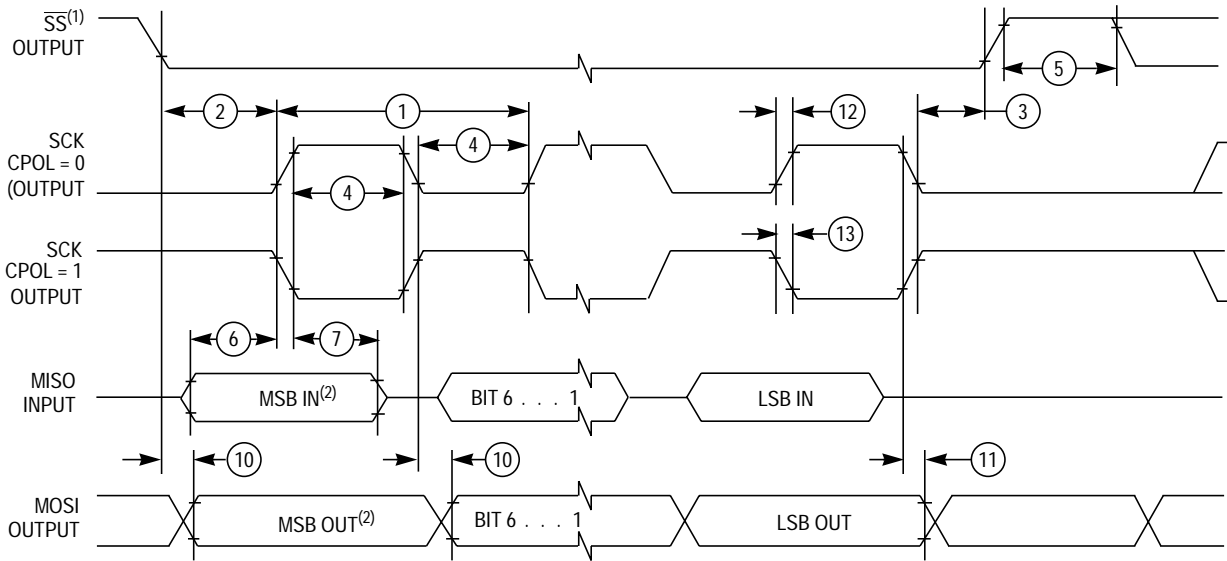 SS(1)
OUTPUT
5
2
1
12
3
SCK
CPOL = 0
(OUTPUT
4
4
SCK
CPOL = 1
OUTPUT
13
6
7
MISO
INPUT
MSB IN(2)
BIT 6 . . . 1
LSB IN
10
10
11
MOSI
OUTPUT
MSB OUT(2)
BIT 6 . . . 1
LSB OUT